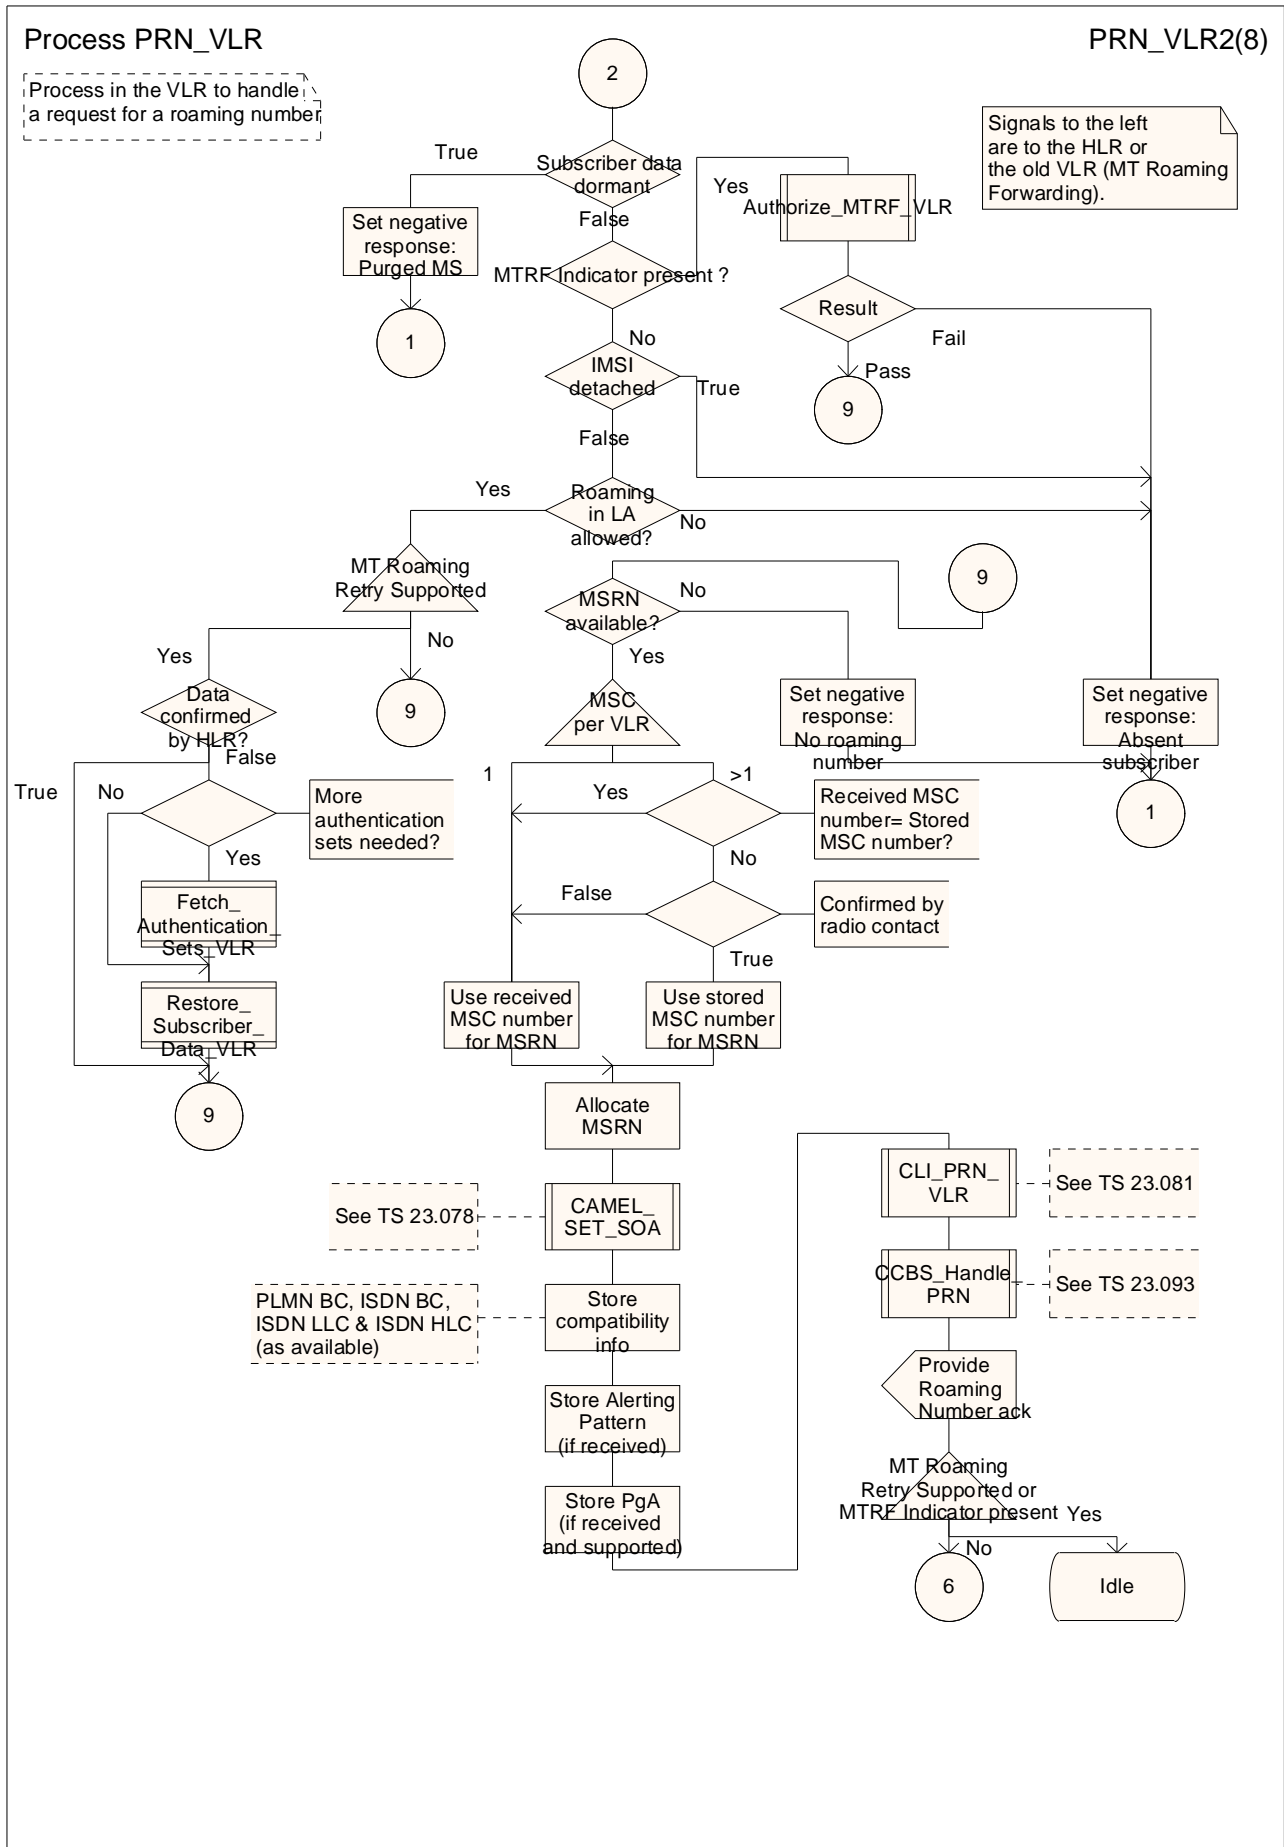 Process PRN_VLR
PRN_VLR2(8)
Process in the VLR to handle
a request for a roaming number
2
Signals to the left
are to the HLR or
the old VLR (MT Roaming
Forwarding).
True
Subscriber data
dormant
Yes
Authorize_MTRF_VLR
False
Set negative
response:
Purged MS
MTRF Indicator present ?
Result
1
No
Fail
IMSI
detached
Pass
True
9
False
Yes
Roaming
in LA
allowed?
No
MT Roaming
Retry Supported
9
MSRN
available?
No
No
Yes
Yes
Data
confirmed
by HLR?
9
MSC
per VLR
Set negative
response:
No roaming
number
Set negative
response:
Absent
subscriber
False
True
No
1
>1
Yes
More
authentication
sets needed?
Received MSC
number= Stored
MSC number?
1
Yes
No
Fetch_
Authentication_
Sets_VLR
False
Confirmed by
radio contact
True
Restore_
Subscriber_
Data_VLR
Use received
MSC number
for MSRN
Use stored
MSC number
for MSRN
9
Allocate
MSRN
CLI_PRN_
VLR
See TS 23.081
See TS 23.078
CAMEL_
SET_SOA
CCBS_Handle_
PRN
See TS 23.093
PLMN BC, ISDN BC,
ISDN LLC & ISDN HLC
(as available)
Store
compatibility
info
Provide
Roaming
Number ack
Store Alerting
Pattern
(if received)
MT Roaming
Retry Supported or
MTRF Indicator present
Yes
Store PgA
(if received
and supported)
No
6
Idle